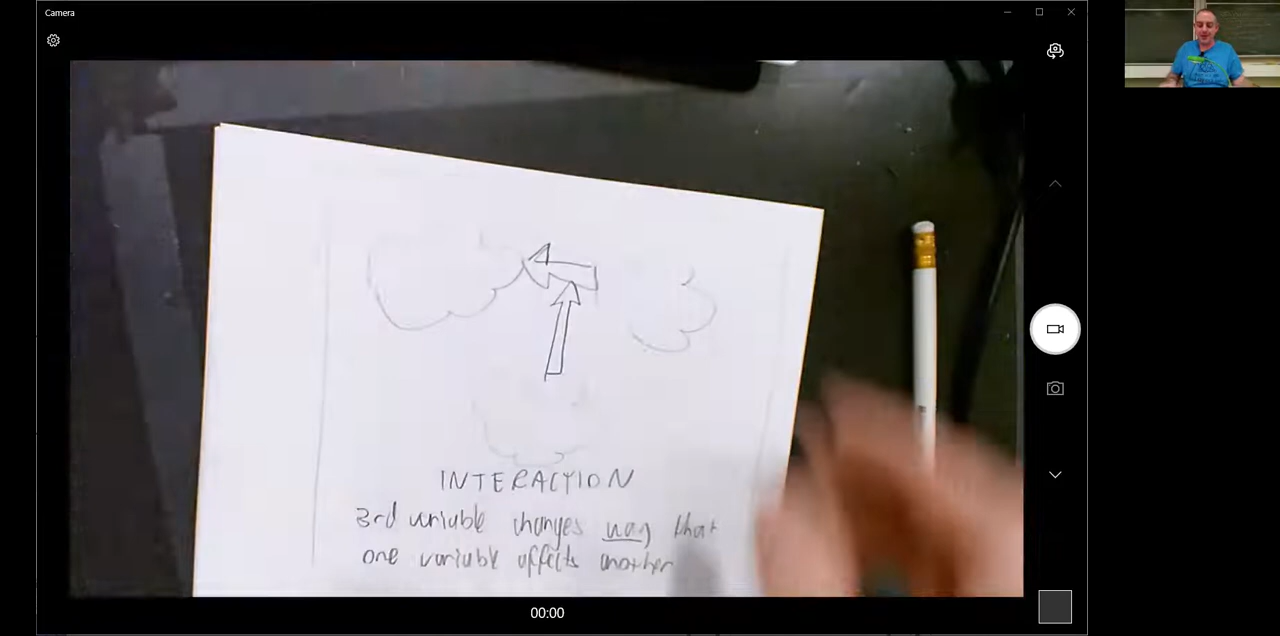 Camera
INTERACTION
3rd variable changes way that
one variable affects another
00:00